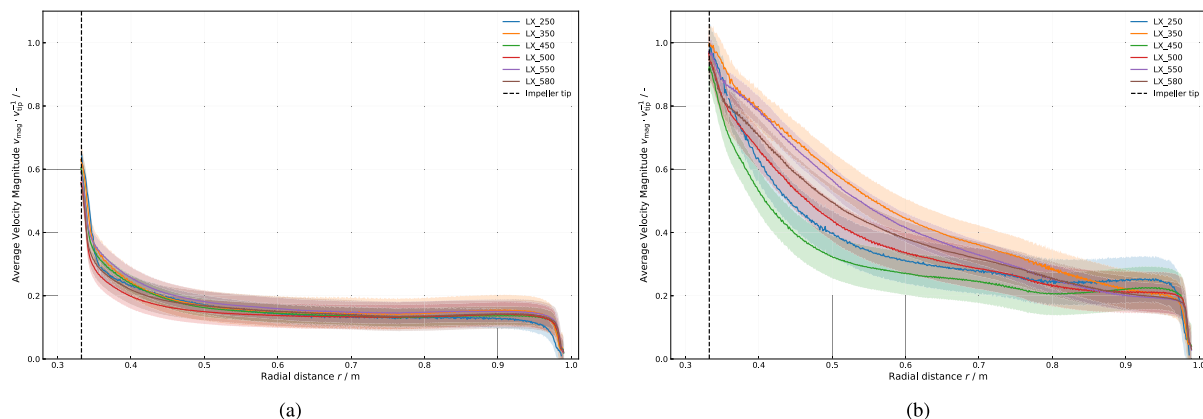 1.0
0.8
0.6
0.4
0.2
0.0
Average Velocity Magnitude v_mag · v_tip^-1 / -
0.3 0.4 0.5 0.6 0.7 0.8 0.9 1.0
Radial distance r / m
LX_250
LX_350
LX_450
LX_500
LX_550
LX_580
Impeller tip
(a)
1.0
0.8
0.6
0.4
0.2
0.0
Average Velocity Magnitude v_mag · v_tip^-1 / -
0.3 0.4 0.5 0.6 0.7 0.8 0.9 1.0
Radial distance r / m
LX_250
LX_350
LX_450
LX_500
LX_550
LX_580
Impeller tip
(b)